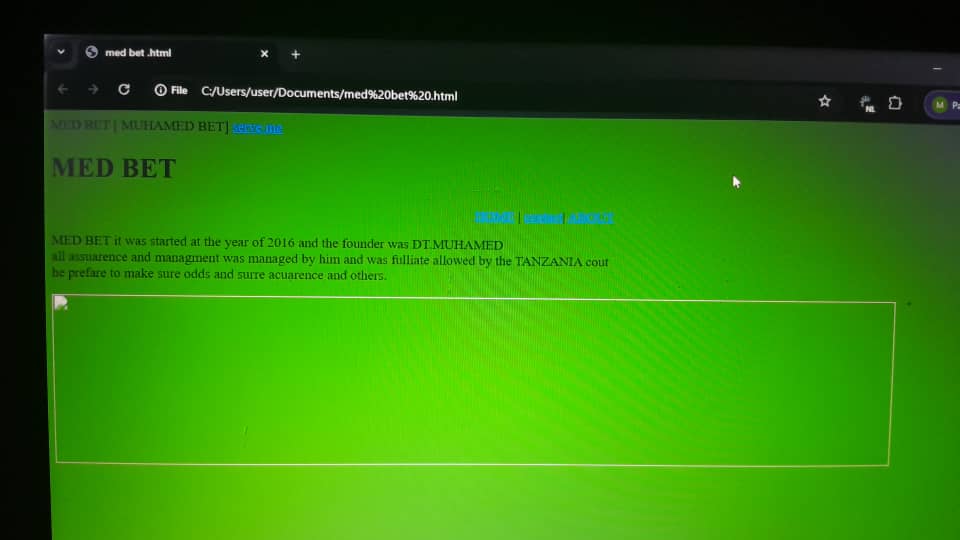 med bet .html
File C:/Users/user/Documents/med%20bet%20.html
NL
M Pa
MED BET | MUHAMED BET] serve me
MED BET
HOME | | ABOUT
MED BET it was started at the year of 2016 and the founder was DT.MUHAMED
all assuarence and managment was managed by him and was fulliate allowed by the TANZANIA cout
he prefare to make sure odds and surre acuarence and others.